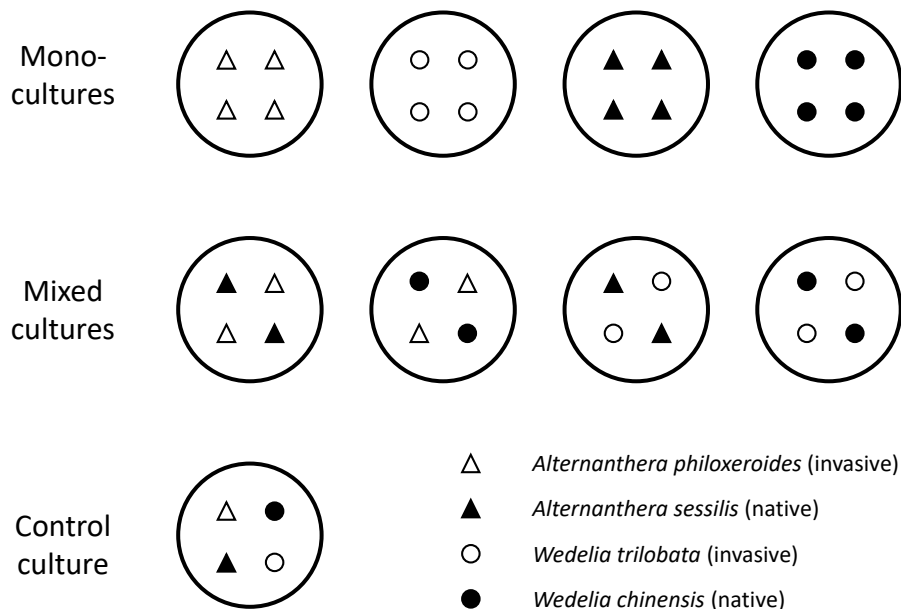 Mono-
cultures
Mixed
cultures
Control
culture
Alternanthera philoxeroides (invasive)
Alternanthera sessilis (native)
Wedelia trilobata (invasive)
Wedelia chinensis (native)